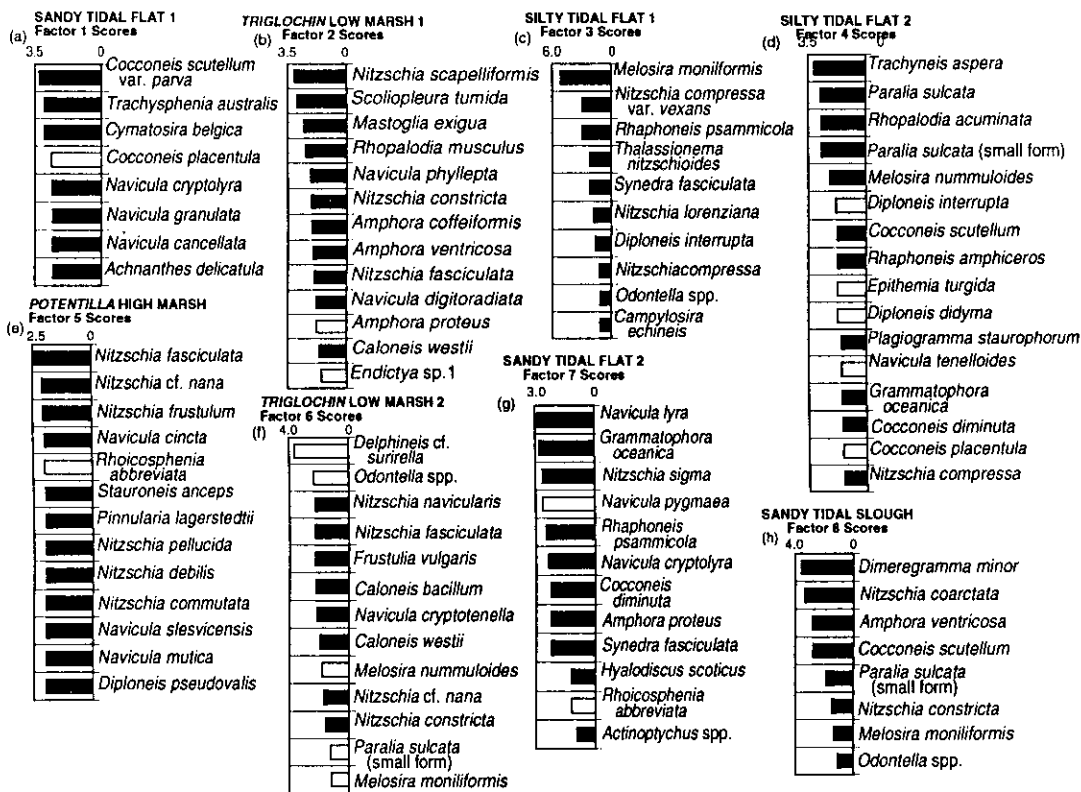 SANDY TIDAL FLAT 1
(a) Factor 1 Scores
3.5 0
Cocconeis scutellum
var. parva
Trachysphenia australis
Cymatosira belgica
Cocconeis placentula
Navicula cryptolyra
Navicula granulata
Navicula cancellata
Achnanthes delicatula
TRIGLOCHIN LOW MARSH 1
(b) Factor 2 Scores
3.5 0
Nitzschia scapelliformis
Scoliopleura tumida
Mastoglia exigua
Rhopalodia musculus
Navicula phyllepta
Nitzschia constricta
Amphora coffeiformis
Amphora ventricosa
Nitzschia fasciculata
Navicula digitoradiata
Amphora proteus
Caloneis westii
Endictya sp.1
SILTY TIDAL FLAT 1
(c) Factor 3 Scores
6.0 0
Melosira moniliformis
Nitzschia compressa
var. vexans
Rhaphoneis psammicola
Thalassionema
nitzschioides
Synedra fasciculata
Nitzschia lorenziana
Diploneis interrupta
Nitzschiacompressa
Odontella spp.
Campylosira
echineis
SILTY TIDAL FLAT 2
Factor 4 Scores
(d) 3.5 0
Trachyneis aspera
Paralia sulcata
Rhopalodia acuminata
Paralia sulcata (small form)
Melosira nummuloides
Diploneis interrupta
Cocconeis scutellum
Rhaphoneis amphiceros
Epithemia turgida
Diploneis didyma
Plagiogramma staurophorum
Navicula tenelloides
Grammatophora
oceanica
Cocconeis diminuta
Cocconeis placentula
Nitzschia compressa
POTENTILLA HIGH MARSH
(e) Factor 5 Scores
2.5 0
Nitzschia fasciculata
Nitzschia cf. nana
Nitzschia frustulum
Navicula cincta
Rhoicosphenia
abbreviata
Stauroneis anceps
Pinnularia lagerstedtii
Nitzschia pellucida
Nitzschia debilis
Nitzschia commutata
Navicula slesvicensis
Navicula mutica
Diploneis pseudovalis
TRIGLOCHIN LOW MARSH 2
Factor 6 Scores
(f) 4.0 0
Delphineis cf.
surirella
Odontella spp.
Nitzschia navicularis
Nitzschia fasciculata
Frustulia vulgaris
Caloneis bacillum
Navicula cryptotenella
Caloneis westii
Melosira nummuloides
Nitzschia cf. nana
Nitzschia constricta
Paralia sulcata
(small form)
Melosira moniliformis
SANDY TIDAL FLAT 2
Factor 7 Scores
(g) 3.0 0
Navicula lyra
Grammatophora
oceanica
Nitzschia sigma
Navicula pygmaea
Rhaphoneis
psammicola
Navicula cryptolyra
Cocconeis
diminuta
Amphora proteus
Synedra fasciculata
Hyalodiscus scoticus
Rhoicosphenia
abbreviata
Actinoptychus spp.
SANDY TIDAL SLOUGH
Factor 8 Scores
(h) 4.0 0
Dimeregramma minor
Nitzschia coarctata
Amphora ventricosa
Cocconeis scutellum
Paralia sulcata
(small form)
Nitzschia constricta
Melosira moniliformis
Odontella spp.